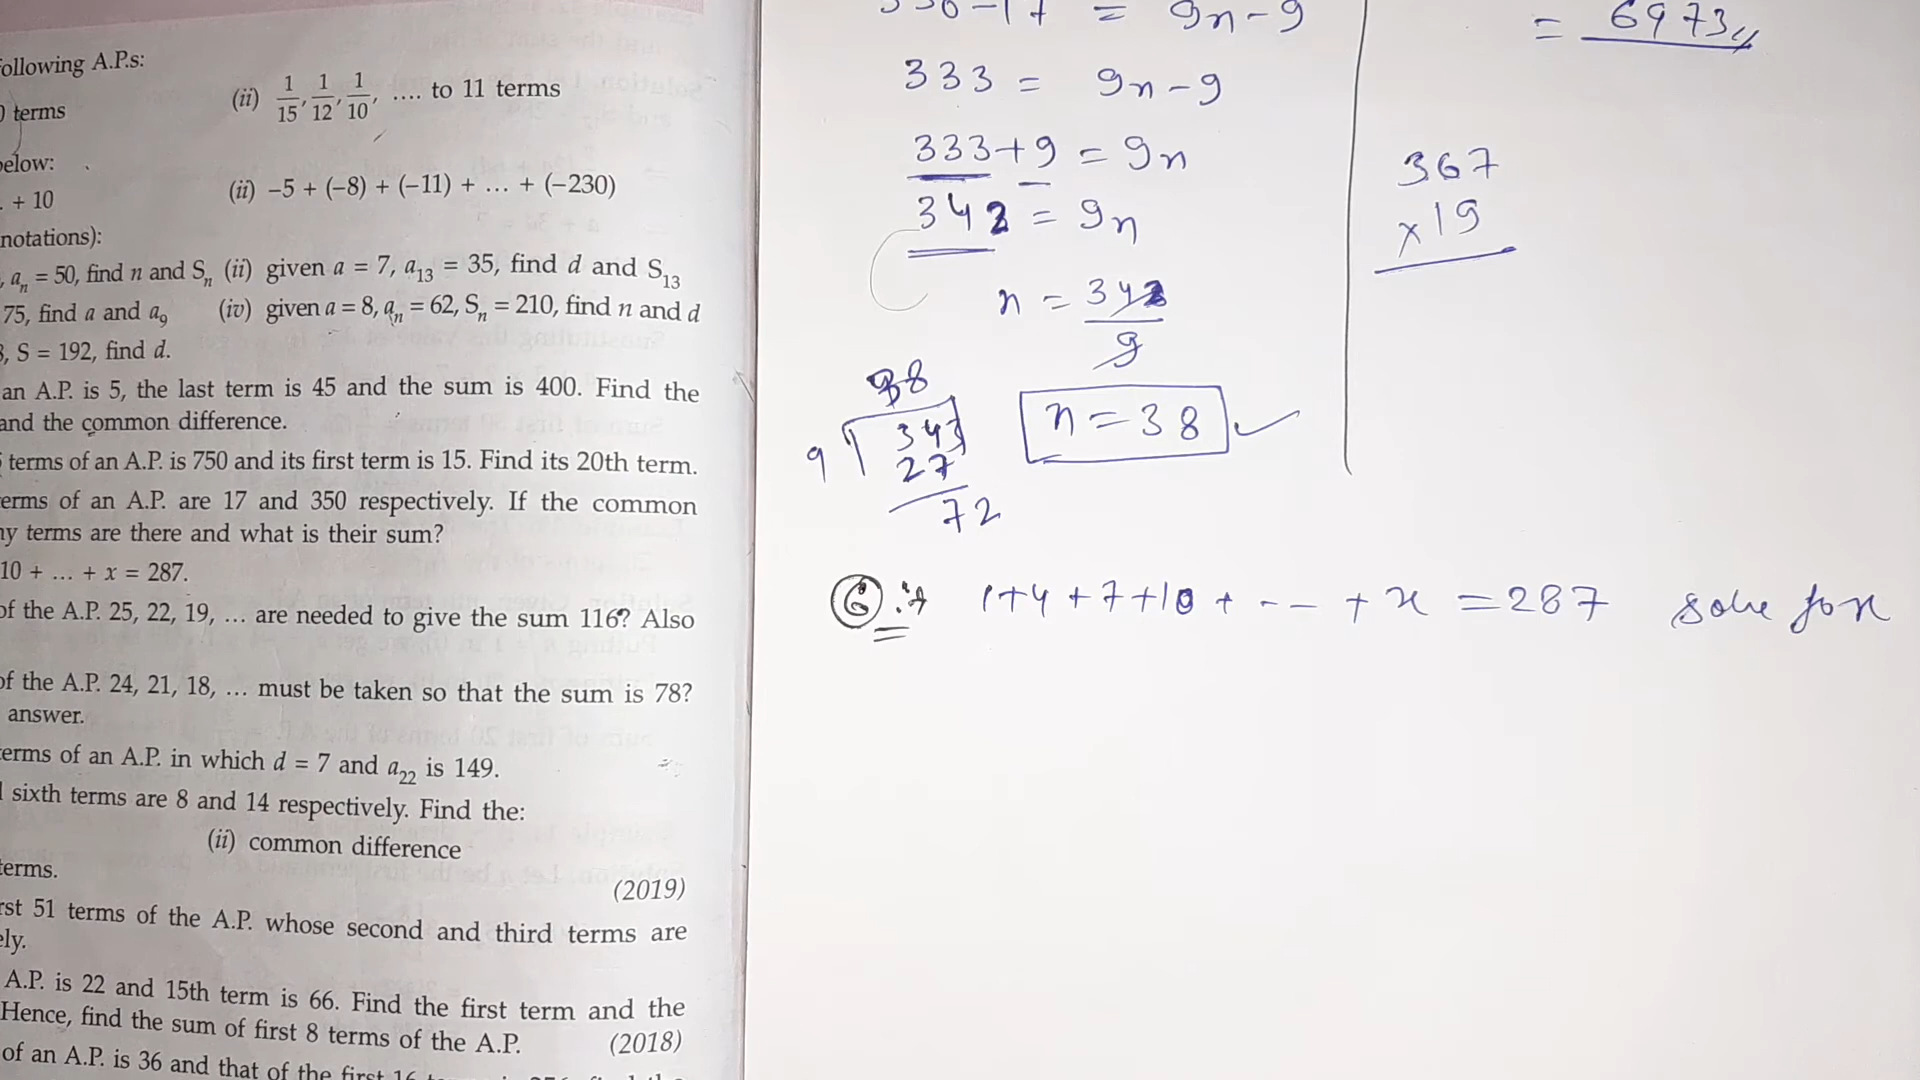 following A.P.s:
terms
(ii) 1/15, 1/12, 1/10, .... to 11 terms
below:
+ 10
(ii) −5 + (−8) + (−11) + ... + (−230)
notations):
, aₙ = 50, find n and Sₙ (ii) given a = 7, a₁₃ = 35, find d and S₁₃
75, find a and a₉ (iv) given a = 8, aₙ = 62, Sₙ = 210, find n and d
, S = 192, find d.
an A.P. is 5, the last term is 45 and the sum is 400. Find the
and the common difference.
terms of an A.P. is 750 and its first term is 15. Find its 20th term.
erms of an A.P. are 17 and 350 respectively. If the common
ny terms are there and what is their sum?
10 + ... + x = 287.
of the A.P. 25, 22, 19, ... are needed to give the sum 116? Also
of the A.P. 24, 21, 18, ... must be taken so that the sum is 78?
answer.
erms of an A.P. in which d = 7 and a₂₂ is 149.
sixth terms are 8 and 14 respectively. Find the:
(ii) common difference
terms.
(2019)
rst 51 terms of the A.P. whose second and third terms are
ely.
A.P. is 22 and 15th term is 66. Find the first term and the
Hence, find the sum of first 8 terms of the A.P. (2018)
of an A.P. is 36 and that of the first 16
= 9n − 9
333 = 9n − 9
333 + 9 = 9n
342 = 9n
n = 342/9
38
9
343
27
72
n = 38
= 6973
367
×19
6 1+4+7+10+ -- + x = 287 solve for x